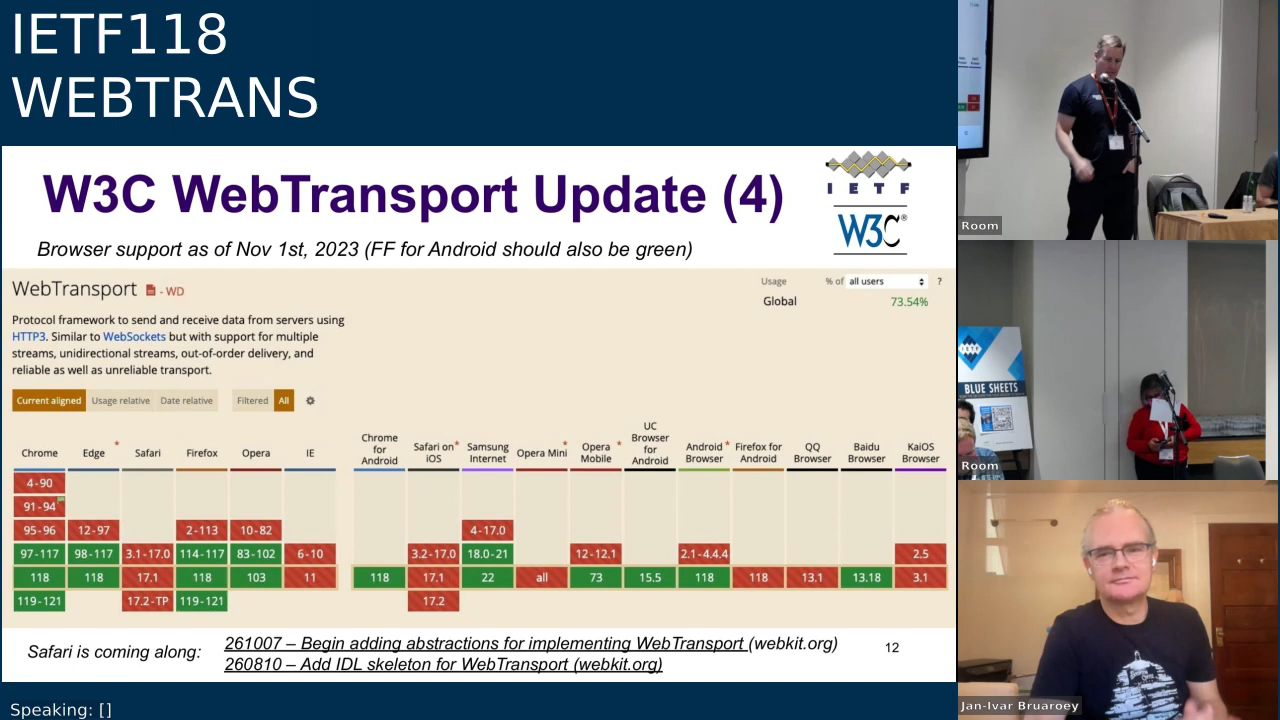 IETF118
WEBTRANS
W3C WebTransport Update (4)
I E T F
W3C®
Browser support as of Nov 1st, 2023 (FF for Android should also be green)
WebTransport - WD
Usage % of all users ?
Global 73.54%
Protocol framework to send and receive data from servers using
HTTP3. Similar to WebSockets but with support for multiple
streams, unidirectional streams, out-of-order delivery, and
reliable as well as unreliable transport.
Current aligned Usage relative Date relative Filtered All
Chrome Edge * Safari Firefox Opera IE Chrome for Android Safari on iOS * Samsung Internet Opera Mini * Opera Mobile * UC Browser for Android Android Browser * Firefox for Android QQ Browser Baidu Browser KaiOS Browser
4-90
91-94
95-96 12-97 2-113 10-82 4-17.0
97-117 98-117 3.1-17.0 114-117 83-102 6-10 3.2-17.0 18.0-21 12-12.1 2.1-4.4.4 2.5
118 118 17.1 118 103 11 118 17.1 22 all 73 15.5 118 118 13.1 13.18 3.1
119-121 17.2-TP 119-121 17.2
Safari is coming along:
261007 – Begin adding abstractions for implementing WebTransport (webkit.org)
260810 – Add IDL skeleton for WebTransport (webkit.org)
12
Speaking: []
Room
BLUE SHEETS
Room
Jan-Ivar Bruaroey